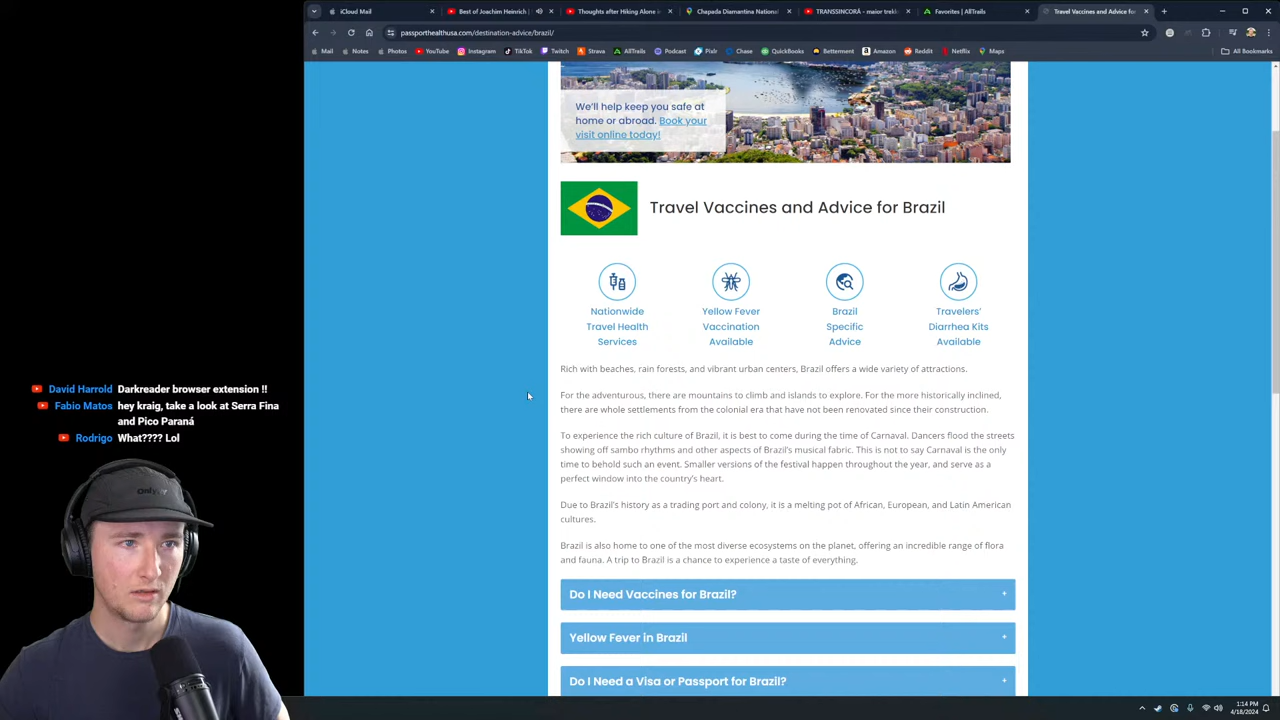 iCloud Mail
Best of Joachim Heinrich |
Thoughts after Hiking Alone in
Chapada Diamantina National
TRANSSINCORÁ – maior trek
Favorites | AllTrails
Travel Vaccines and Advice for
passporthealthusa.com/destination-advice/brazil/
Mail
Notes
Photos
YouTube
Instagram
TikTok
Twitch
Strava
AllTrails
Podcast
Pixlr
Chase
QuickBooks
Betterment
Amazon
Reddit
Netflix
Maps
All Bookmarks
We'll help keep you safe at
home or abroad. Book your
visit online today!
Travel Vaccines and Advice for Brazil
Nationwide
Travel Health
Services
Yellow Fever
Vaccination
Available
Brazil
Specific
Advice
Travelers'
Diarrhea Kits
Available
Rich with beaches, rain forests, and vibrant urban centers, Brazil offers a wide variety of attractions.
For the adventurous, there are mountains to climb and islands to explore. For the more historically inclined,
there are whole settlements from the colonial era that have not been renovated since their construction.
To experience the rich culture of Brazil, it is best to come during the time of Carnaval. Dancers flood the streets
showing off sambo rhythms and other aspects of Brazil's musical fabric. This is not to say Carnaval is the only
time to behold such an event. Smaller versions of the festival happen throughout the year, and serve as a
perfect window into the country's heart.
Due to Brazil's history as a trading port and colony, it is a melting pot of African, European, and Latin American
cultures.
Brazil is also home to one of the most diverse ecosystems on the planet, offering an incredible range of flora
and fauna. A trip to Brazil is a chance to experience a taste of everything.
Do I Need Vaccines for Brazil? +
Yellow Fever in Brazil +
Do I Need a Visa or Passport for Brazil? +
David Harrold Darkreader browser extension !!
Fabio Matos hey kraig, take a look at Serra Fina
and Pico Paraná
Rodrigo What???? Lol
1:14 PM
4/18/2024